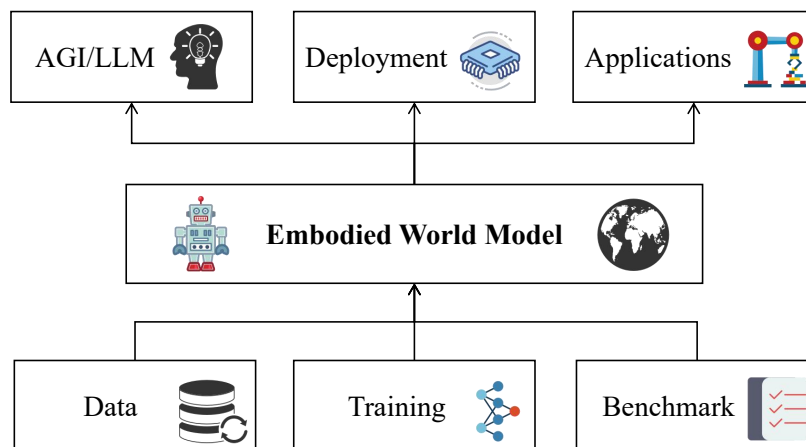 AGI/LLM
Deployment
Applications
Embodied World Model
Data
Training
Benchmark